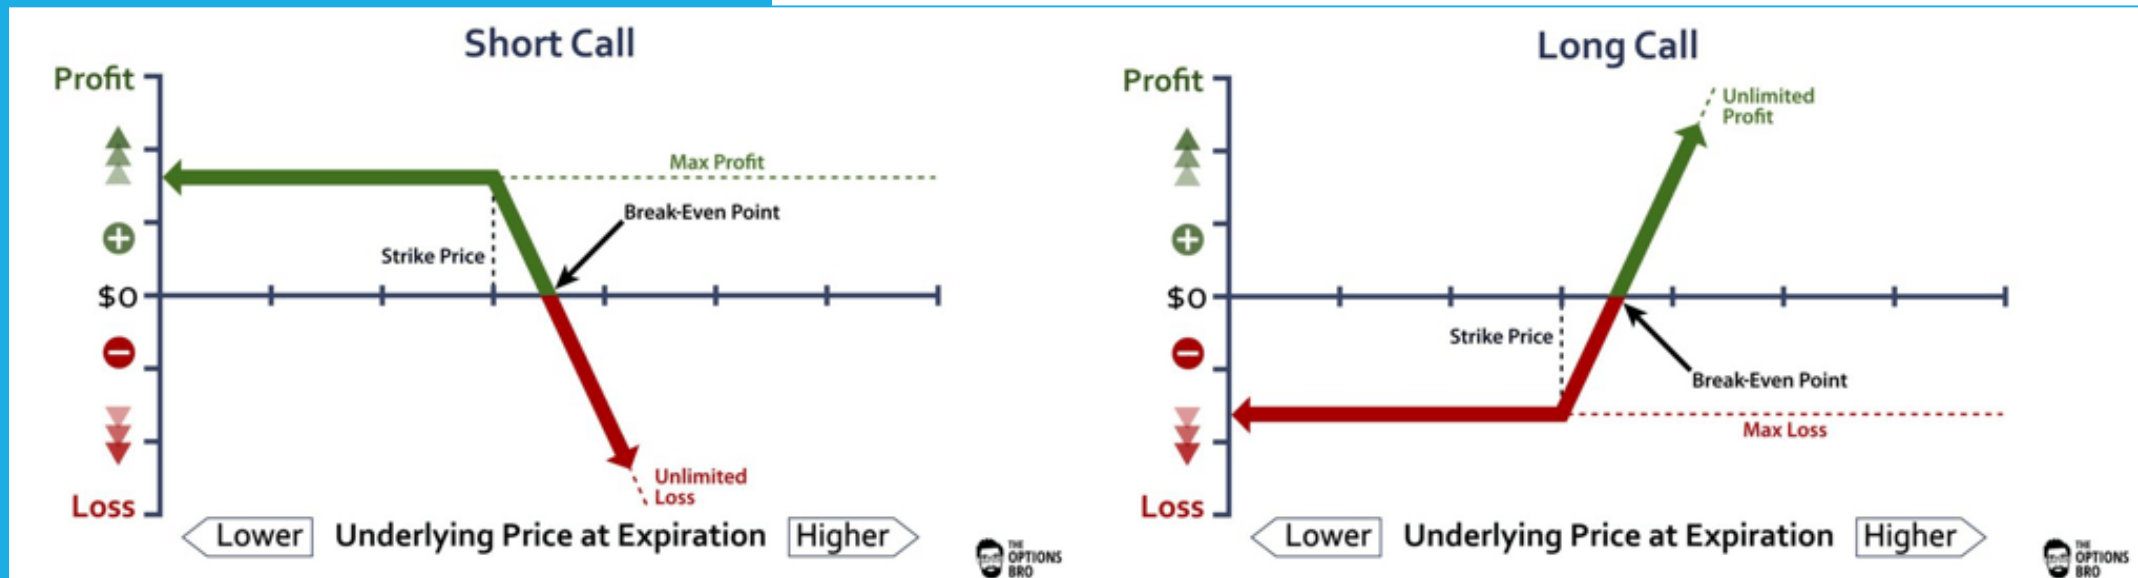 Short Call
Profit
Max Profit
Break-Even Point
Strike Price
$0
Unlimited
Loss
Loss
Lower
Underlying Price at Expiration
Higher
THE
OPTIONS
BRO
Long Call
Profit
Unlimited
Profit
$0
Strike Price
Break-Even Point
Max Loss
Loss
Lower
Underlying Price at Expiration
Higher
THE
OPTIONS
BRO